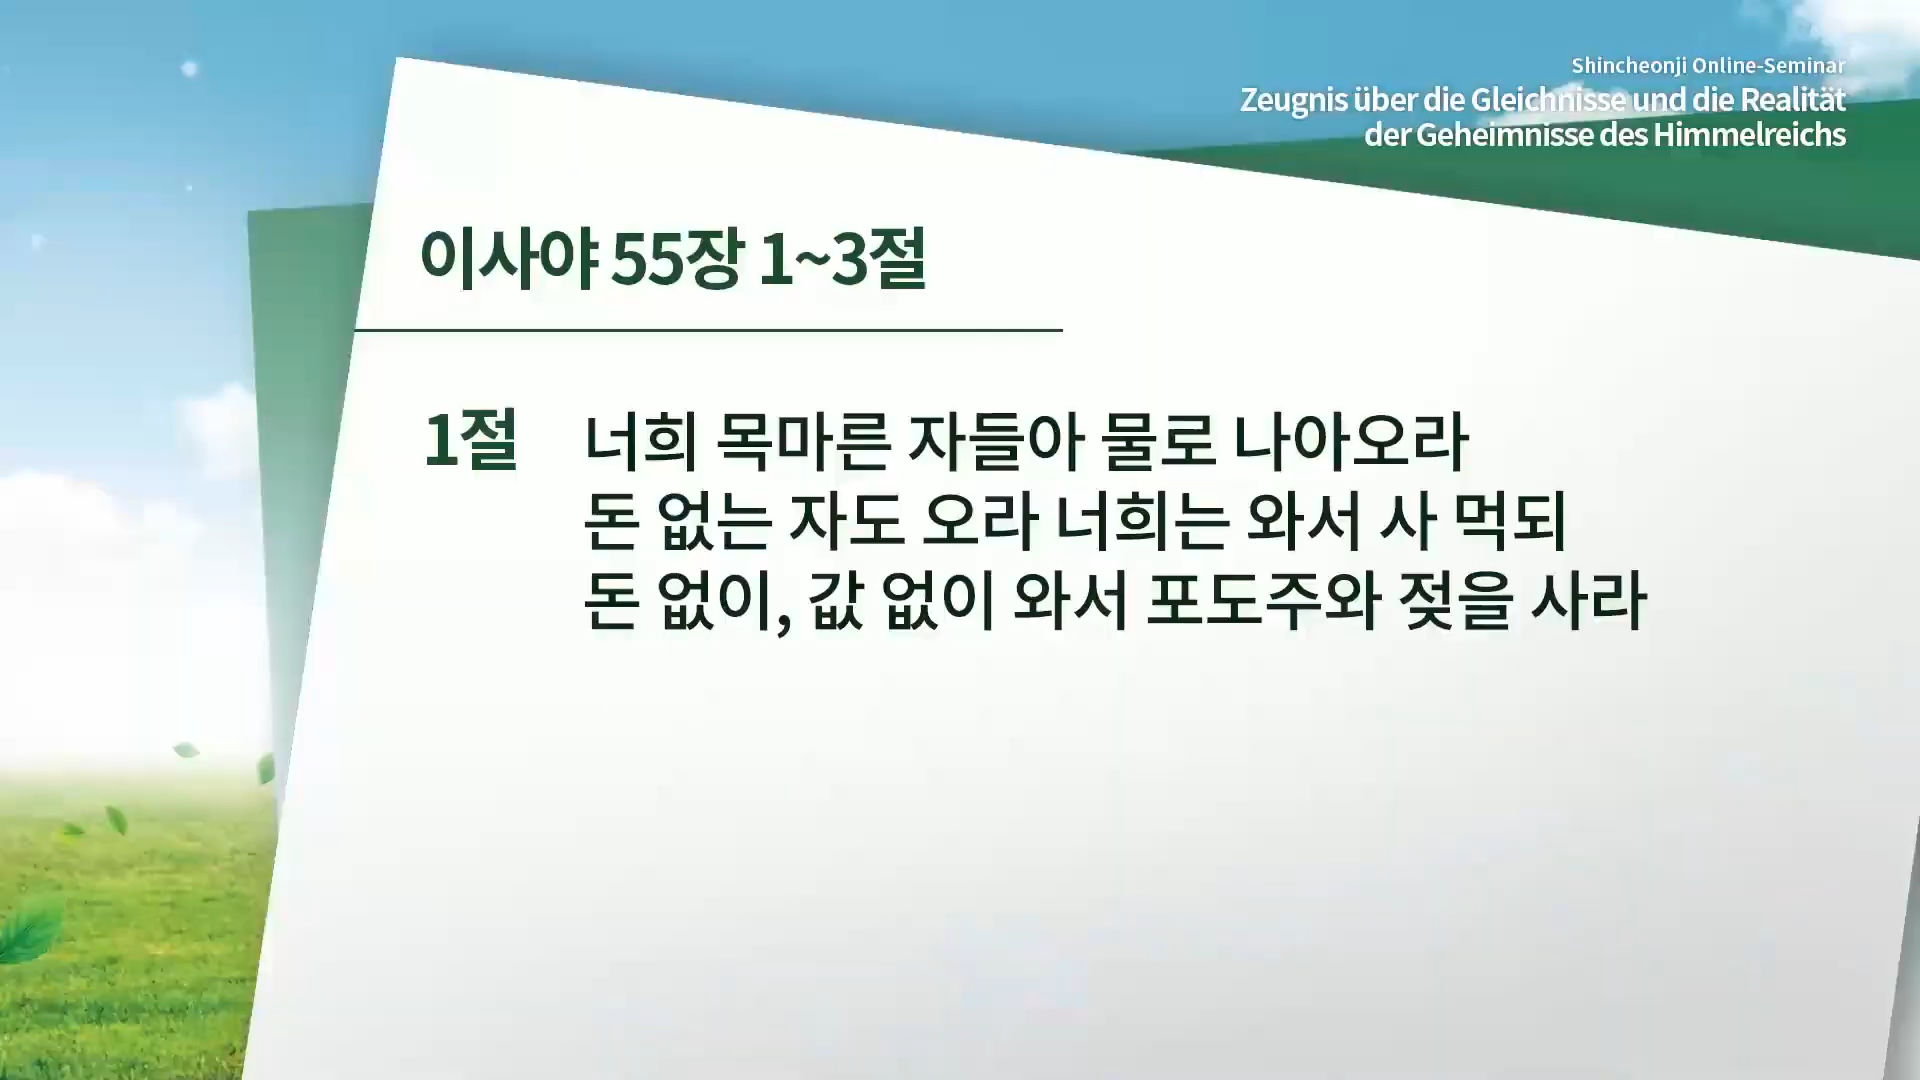 Shincheonji Online-Seminar
Zeugnis über die Gleichnisse und die Realität
der Geheimnisse des Himmelreichs
이사야 55장 1~3절
1절 너희 목마른 자들아 물로 나아오라
돈 없는 자도 오라 너희는 와서 사 먹되
돈 없이, 값 없이 와서 포도주와 젖을 사라